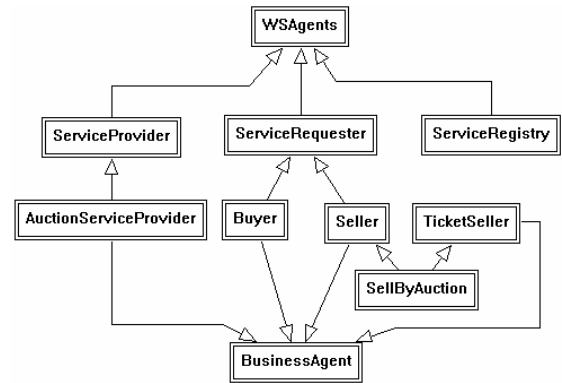 WSAgents
ServiceProvider
ServiceRequester
ServiceRegistry
AuctionServiceProvider
Buyer
Seller
TicketSeller
SellByAuction
BusinessAgent